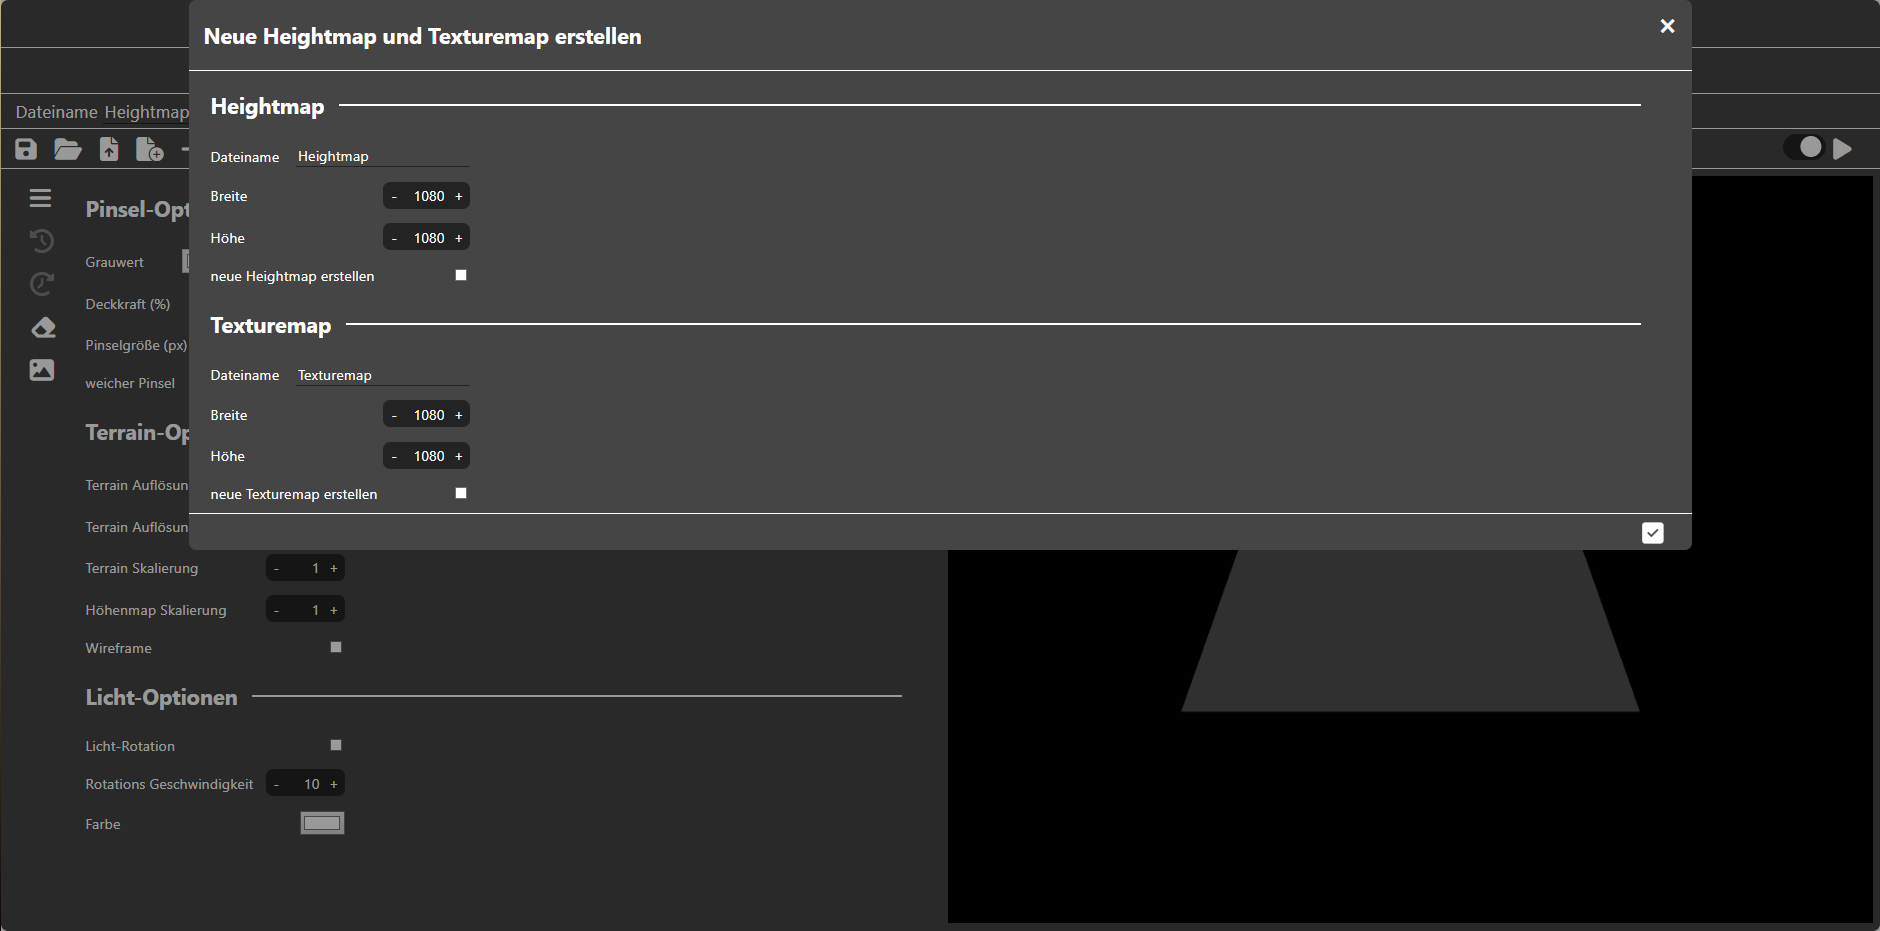 Neue Heightmap und Texturemap erstellen
Heightmap
Dateiname Heightmap
Breite - 1080 +
Höhe - 1080 +
neue Heightmap erstellen
Texturemap
Dateiname Texturemap
Breite - 1080 +
Höhe - 1080 +
neue Texturemap erstellen
Dateiname Heightmap
Pinsel-Opt
Grauwert
Deckkraft (%)
Pinselgröße (px)
weicher Pinsel
Terrain-Op
Terrain Auflösun
Terrain Auflösun
Terrain Skalierung - 1 +
Höhenmap Skalierung - 1 +
Wireframe
Licht-Optionen
Licht-Rotation
Rotations Geschwindigkeit - 10 +
Farbe